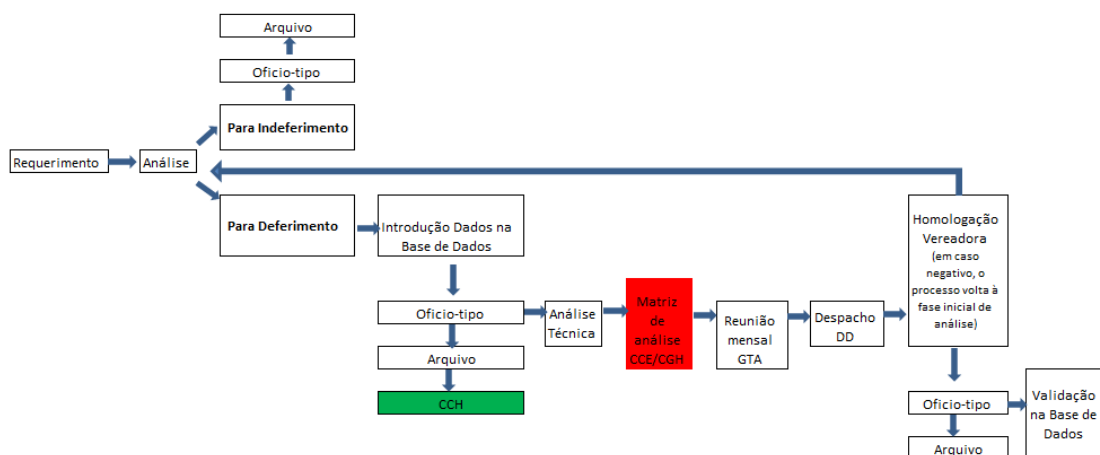 Arquivo
Oficio-tipo
Para Indeferimento
Requerimento
Análise
Para Deferimento
Introdução Dados na
Base de Dados
Oficio-tipo
Arquivo
CCH
Análise
Técnica
Matriz
de
análise
CCE/CGH
Reunião
mensal
GTA
Despacho
DD
Homologação
Vereadora
(em caso
negativo, o
processo volta à
fase inicial de
análise)
Oficio-tipo
Arquivo
Validação
na Base de
Dados